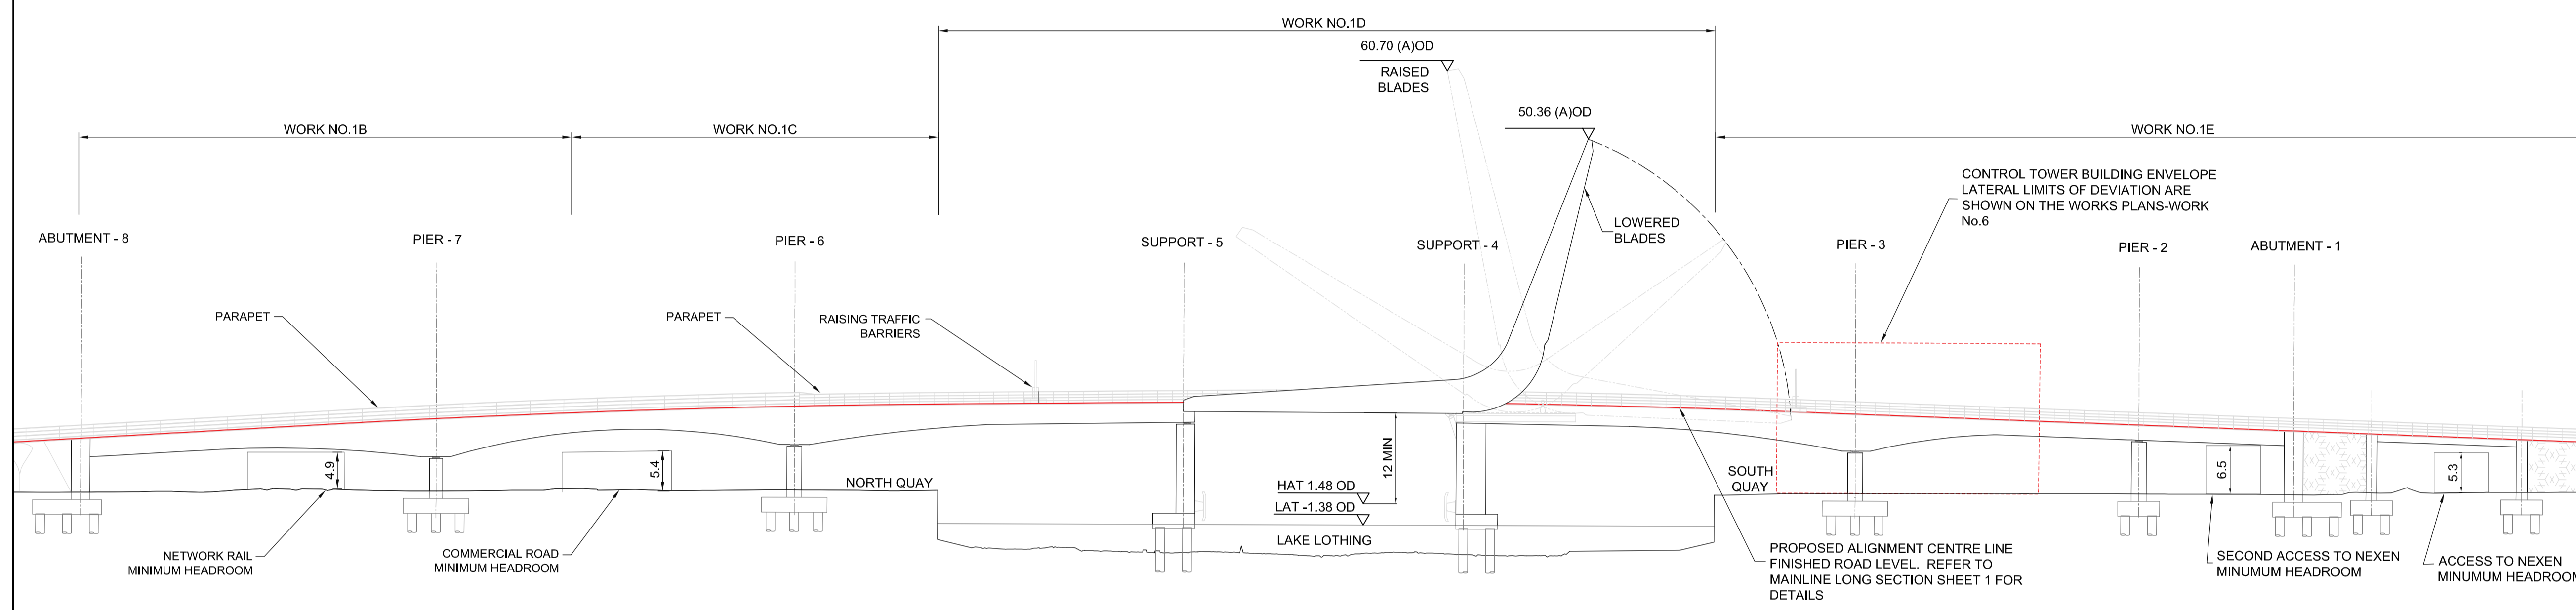 WORK NO.1D
60.70 (A)OD
RAISED
BLADES
50.36 (A)OD
WORK NO.1B
WORK NO.1C
WORK NO.1E
CONTROL TOWER BUILDING ENVELOPE
LATERAL LIMITS OF DEVIATION ARE
SHOWN ON THE WORKS PLANS-WORK
No.6
LOWERED
BLADES
ABUTMENT - 8
PIER - 7
PIER - 6
SUPPORT - 5
SUPPORT - 4
PIER - 3
PIER - 2
ABUTMENT - 1
PARAPET
PARAPET
RAISING TRAFFIC
BARRIERS
4.9
5.4
12 MIN
6.5
5.3
NORTH QUAY
SOUTH
QUAY
HAT 1.48 OD
LAT -1.38 OD
LAKE LOTHING
NETWORK RAIL
MINIMUM HEADROOM
COMMERCIAL ROAD
MINIMUM HEADROOM
PROPOSED ALIGNMENT CENTRE LINE
FINISHED ROAD LEVEL. REFER TO
MAINLINE LONG SECTION SHEET 1 FOR
DETAILS
SECOND ACCESS TO NEXEN
MINUMUM HEADROOM
ACCESS TO NEXEN
MINUMUM HEADROOM